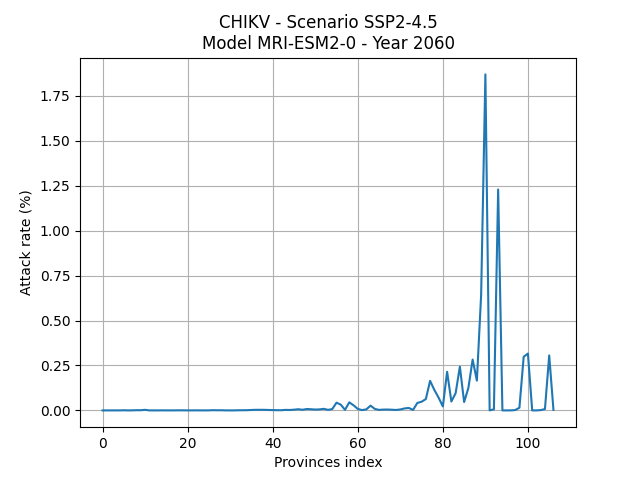 CHIKV - Scenario SSP2-4.5
Model MRI-ESM2-0 - Year 2060
1.75
1.50
1.25
1.00
0.75
0.50
0.25
0.00
Attack rate (%)
0 20 40 60 80 100
Provinces index